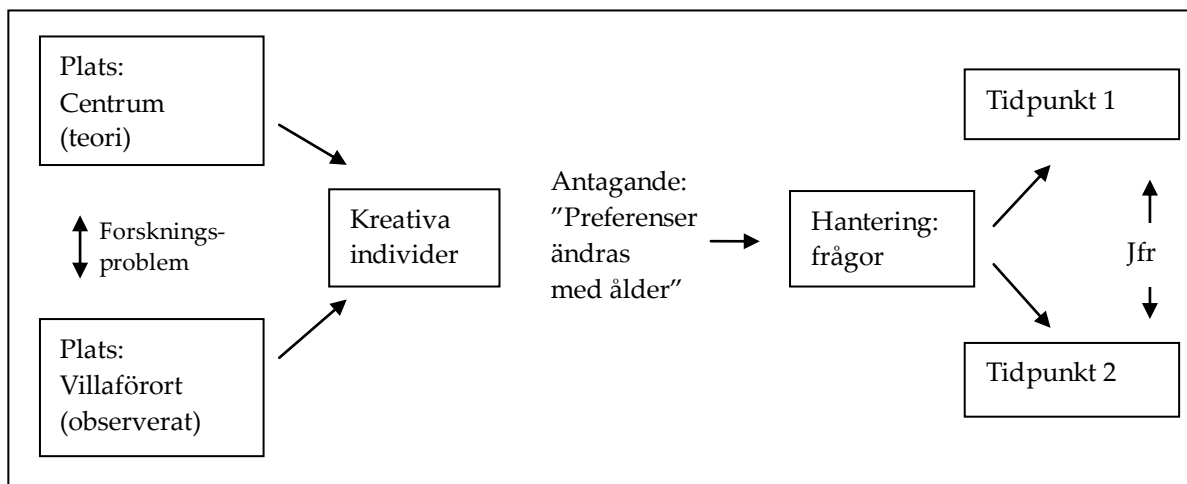 Plats:
Centrum
(teori)
Forsknings-
problem
Plats:
Villaförort
(observerat)
Kreativa
individer
Antagande:
”Preferenser
ändras
med ålder”
Hantering:
frågor
Tidpunkt 1
Jfr
Tidpunkt 2